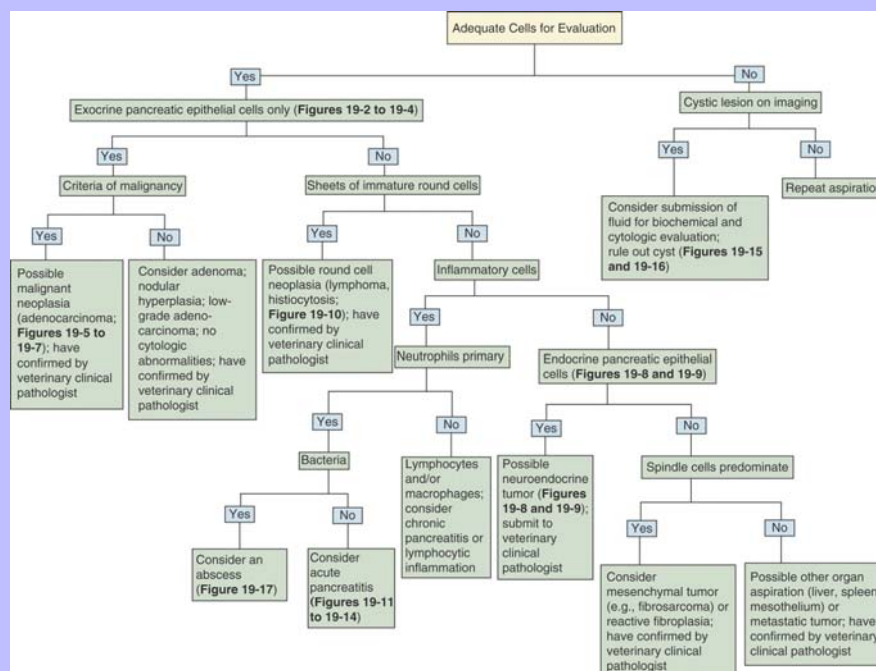 Adequate Cells for Evaluation
Yes
No
Exocrine pancreatic epithelial cells only (Figures 19-2 to 19-4)
Cystic lesion on imaging
Yes
No
Yes
No
Criteria of malignancy
Sheets of immature round cells
Consider submission of
fluid for biochemical and
cytologic evaluation;
rule out cyst (Figures 19-15
and 19-16)
Repeat aspiration
Yes
No
Yes
No
Possible
malignant
neoplasia
(adenocarcinoma;
Figures 19-5 to
19-7); have
confirmed by
veterinary clinical
pathologist
Consider adenoma;
nodular
hyperplasia; low-
grade adeno-
carcinoma; no
cytologic
abnormalities; have
confirmed by
veterinary clinical
pathologist
Possible round cell
neoplasia (lymphoma,
histiocytosis;
Figure 19-10); have
confirmed by
veterinary clinical
pathologist
Inflammatory cells
Yes
No
Neutrophils primary
Endocrine pancreatic epithelial
cells (Figures 19-8 and 19-9)
Yes
No
Yes
No
Bacteria
Lymphocytes
and/or
macrophages;
consider
chronic
pancreatitis or
lymphocytic
inflammation
Possible
neuroendocrine
tumor (Figures
19-8 and 19-9);
submit to
veterinary
clinical
pathologist
Spindle cells predominate
Yes
No
Yes
No
Consider an
abscess
(Figure 19-17)
Consider
acute
pancreatitis
(Figures 19-11
to 19-14)
Consider
mesenchymal tumor
(e.g., fibrosarcoma) or
reactive fibroplasia;
have confirmed by
veterinary clinical
pathologist
Possible other organ
aspiration (liver, spleen,
mesothelium) or
metastatic tumor; have
confirmed by veterinary
clinical pathologist